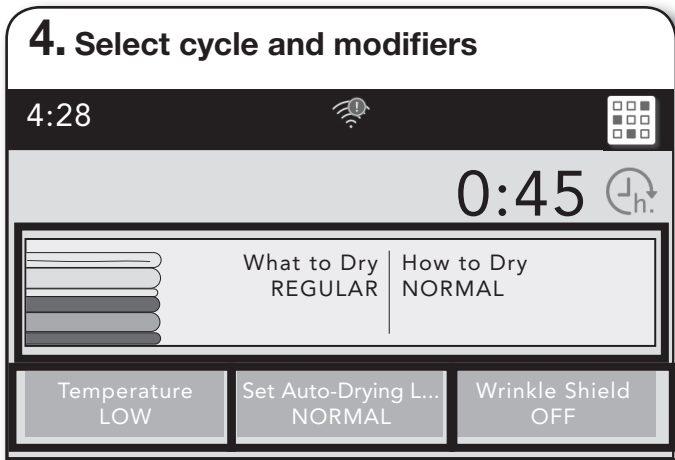 4. Select cycle and modifiers
4:28
!
0:45 h.
What to Dry How to Dry
REGULAR NORMAL
Temperature Set Auto-Drying L... Wrinkle Shield
LOW NORMAL OFF